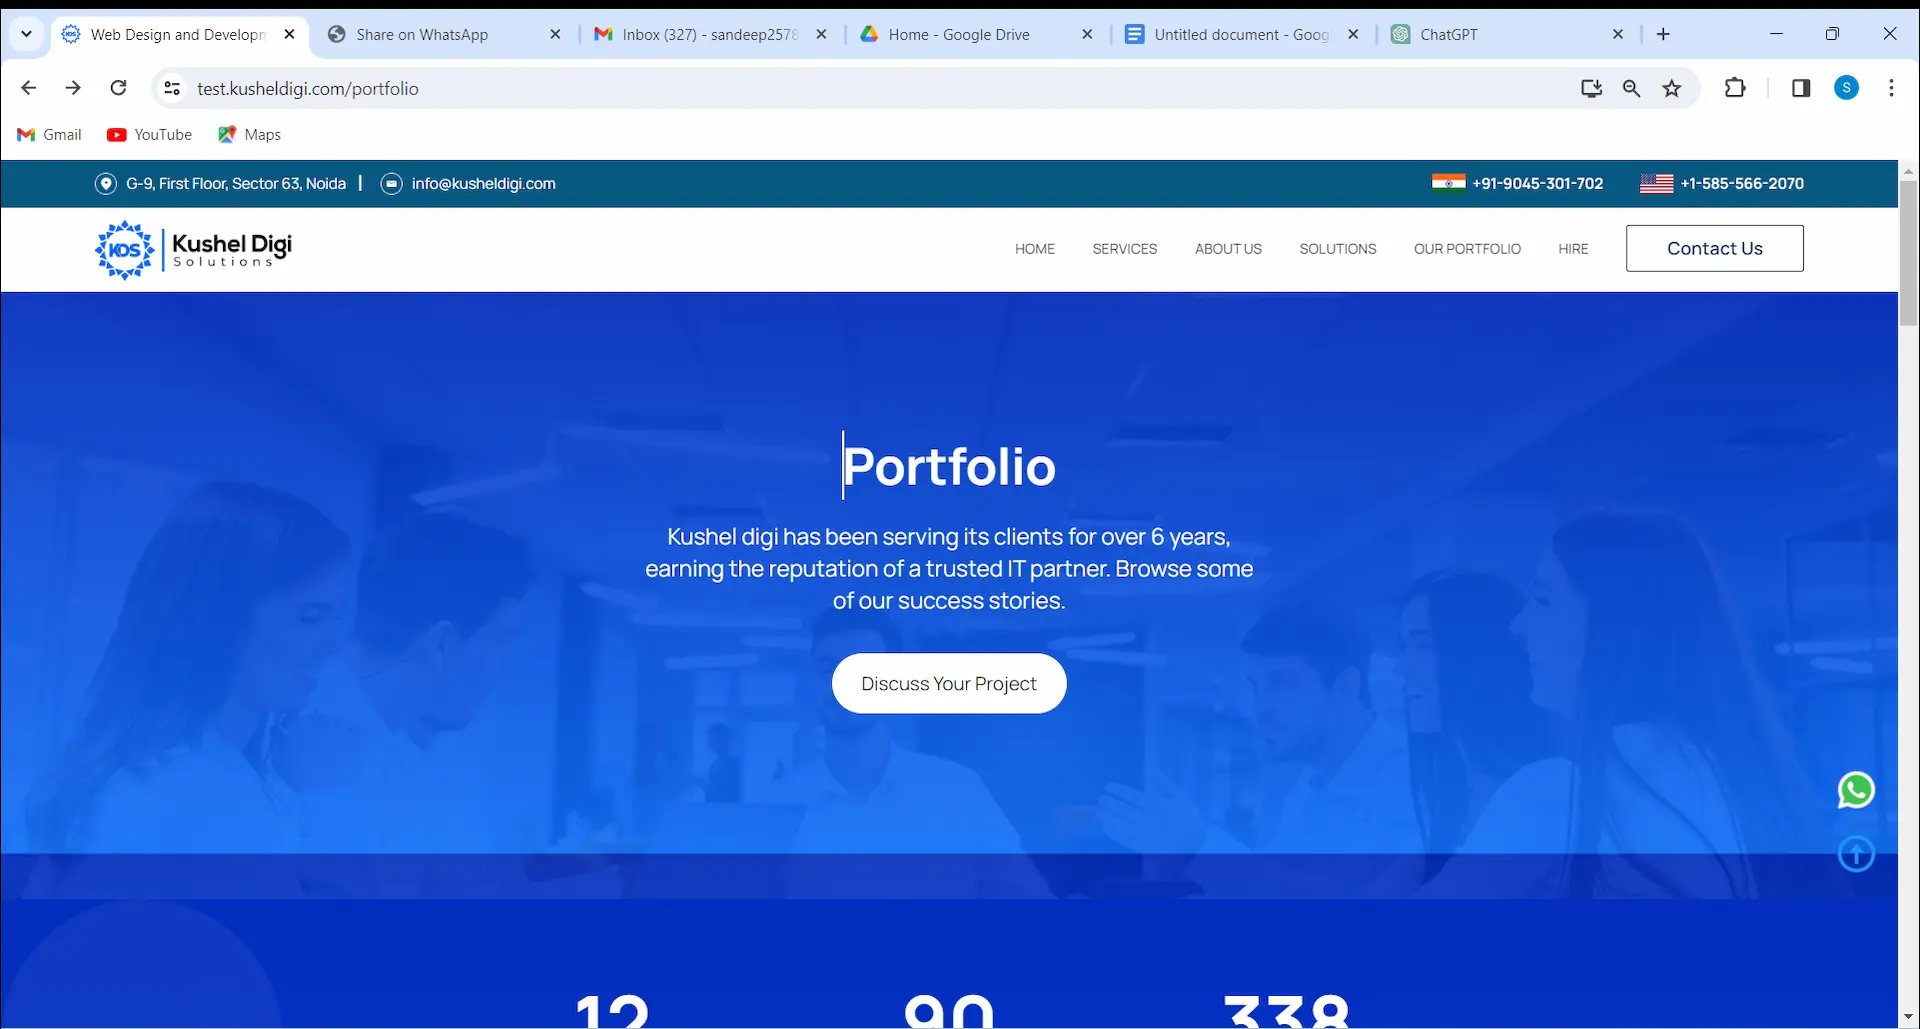 Web Design and Developn
Share on WhatsApp
Inbox (327) - sandeep2578
Home - Google Drive
Untitled document - Goog
ChatGPT
test.kusheldigi.com/portfolio
S
Gmail
YouTube
Maps
G-9, First Floor, Sector 63, Noida | info@kusheldigi.com
+91-9045-301-702
+1-585-566-2070
KDS
Kushel Digi
Solutions
HOME
SERVICES
ABOUT US
SOLUTIONS
OUR PORTFOLIO
HIRE
Contact Us
Portfolio
Kushel digi has been serving its clients for over 6 years,
earning the reputation of a trusted IT partner. Browse some
of our success stories.
Discuss Your Project
12
90
338